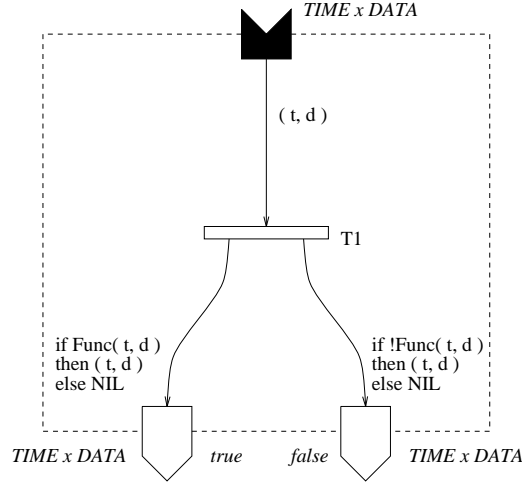 TIME x DATA
( t, d )
T1
if Func( t, d )
then ( t, d )
else NIL
if !Func( t, d )
then ( t, d )
else NIL
TIME x DATA
true
false
TIME x DATA